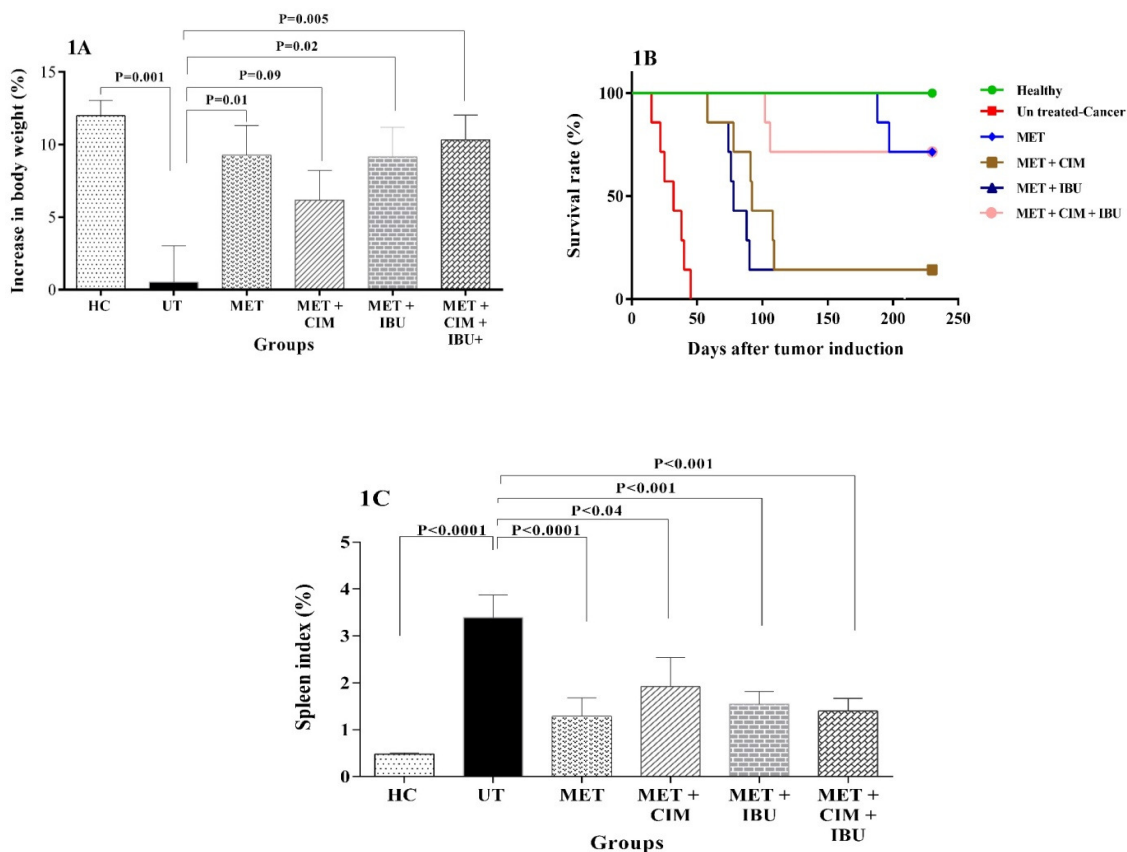 1A
P=0.005
P=0.02
P=0.09
P=0.001
P=0.01
Increase in body weight (%)
15
10
5
0
HC UT MET MET + CIM MET + IBU MET + CIM + IBU+
Groups
1B
Survival rate (%)
100
50
0
0 50 100 150 200 250
Days after tumor induction
Healthy
Un treated-Cancer
MET
MET + CIM
MET + IBU
MET + CIM + IBU
1C
P<0.001
P<0.001
P<0.04
P<0.0001 P<0.0001
Spleen index (%)
5
4
3
2
1
0
HC UT MET MET + CIM MET + IBU MET + CIM + IBU
Groups